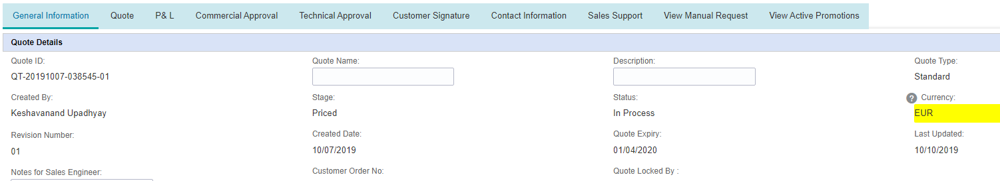 General Information Quote P& L Commercial Approval Technical Approval Customer Signature Contact Information Sales Support View Manual Request View Active Promotions
Quote Details
Quote ID: Quote Name: Description: Quote Type:
QT-20191007-038545-01 Standard
Created By: Stage: Status: ? Currency:
Keshavanand Upadhyay Priced In Process EUR
Revision Number: Created Date: Quote Expiry: Last Updated:
01 10/07/2019 01/04/2020 10/10/2019
Notes for Sales Engineer: Customer Order No: Quote Locked By :